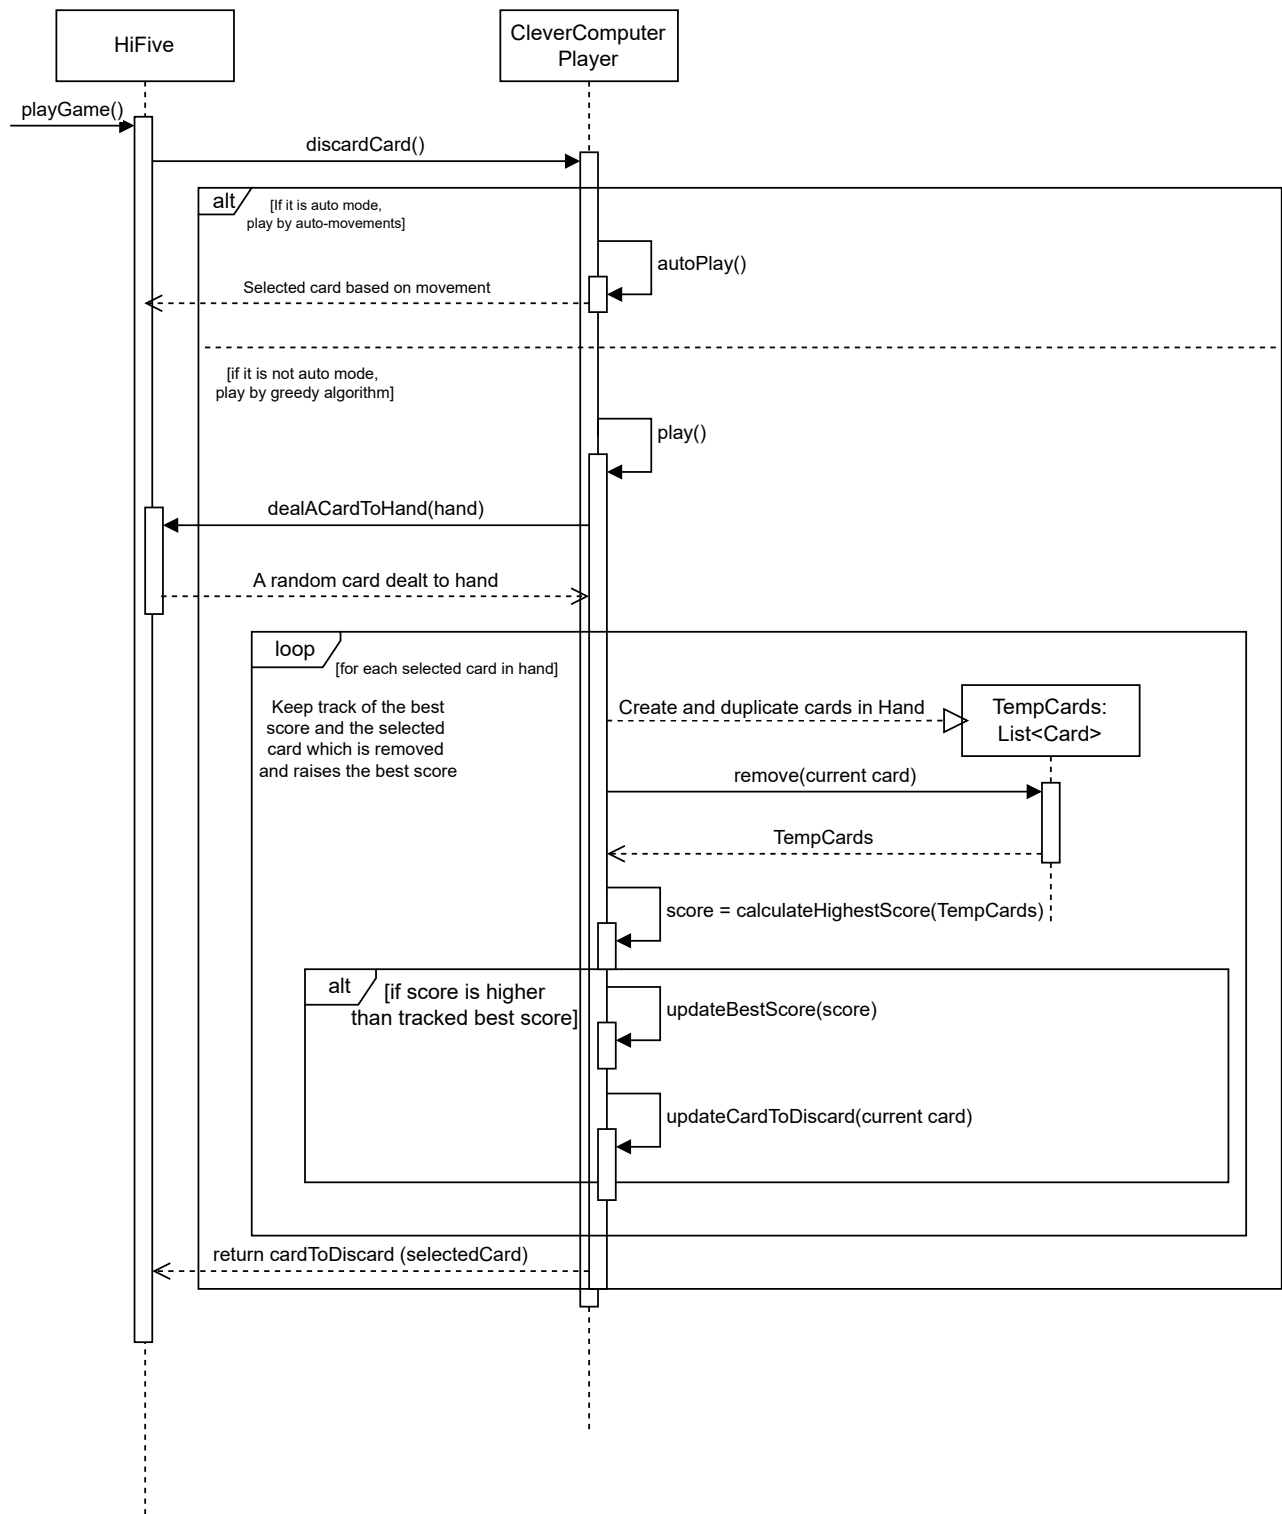 HiFive
CleverComputer
Player
playGame()
discardCard()
alt
[If it is auto mode,
play by auto-movements]
autoPlay()
Selected card based on movement
[if it is not auto mode,
play by greedy algorithm]
play()
dealACardToHand(hand)
A random card dealt to hand
loop
[for each selected card in hand]
Keep track of the best
score and the selected
card which is removed
and raises the best score
Create and duplicate cards in Hand
TempCards:
List<Card>
remove(current card)
TempCards
score = calculateHighestScore(TempCards)
alt
[if score is higher
than tracked best score]
updateBestScore(score)
updateCardToDiscard(current card)
return cardToDiscard (selectedCard)